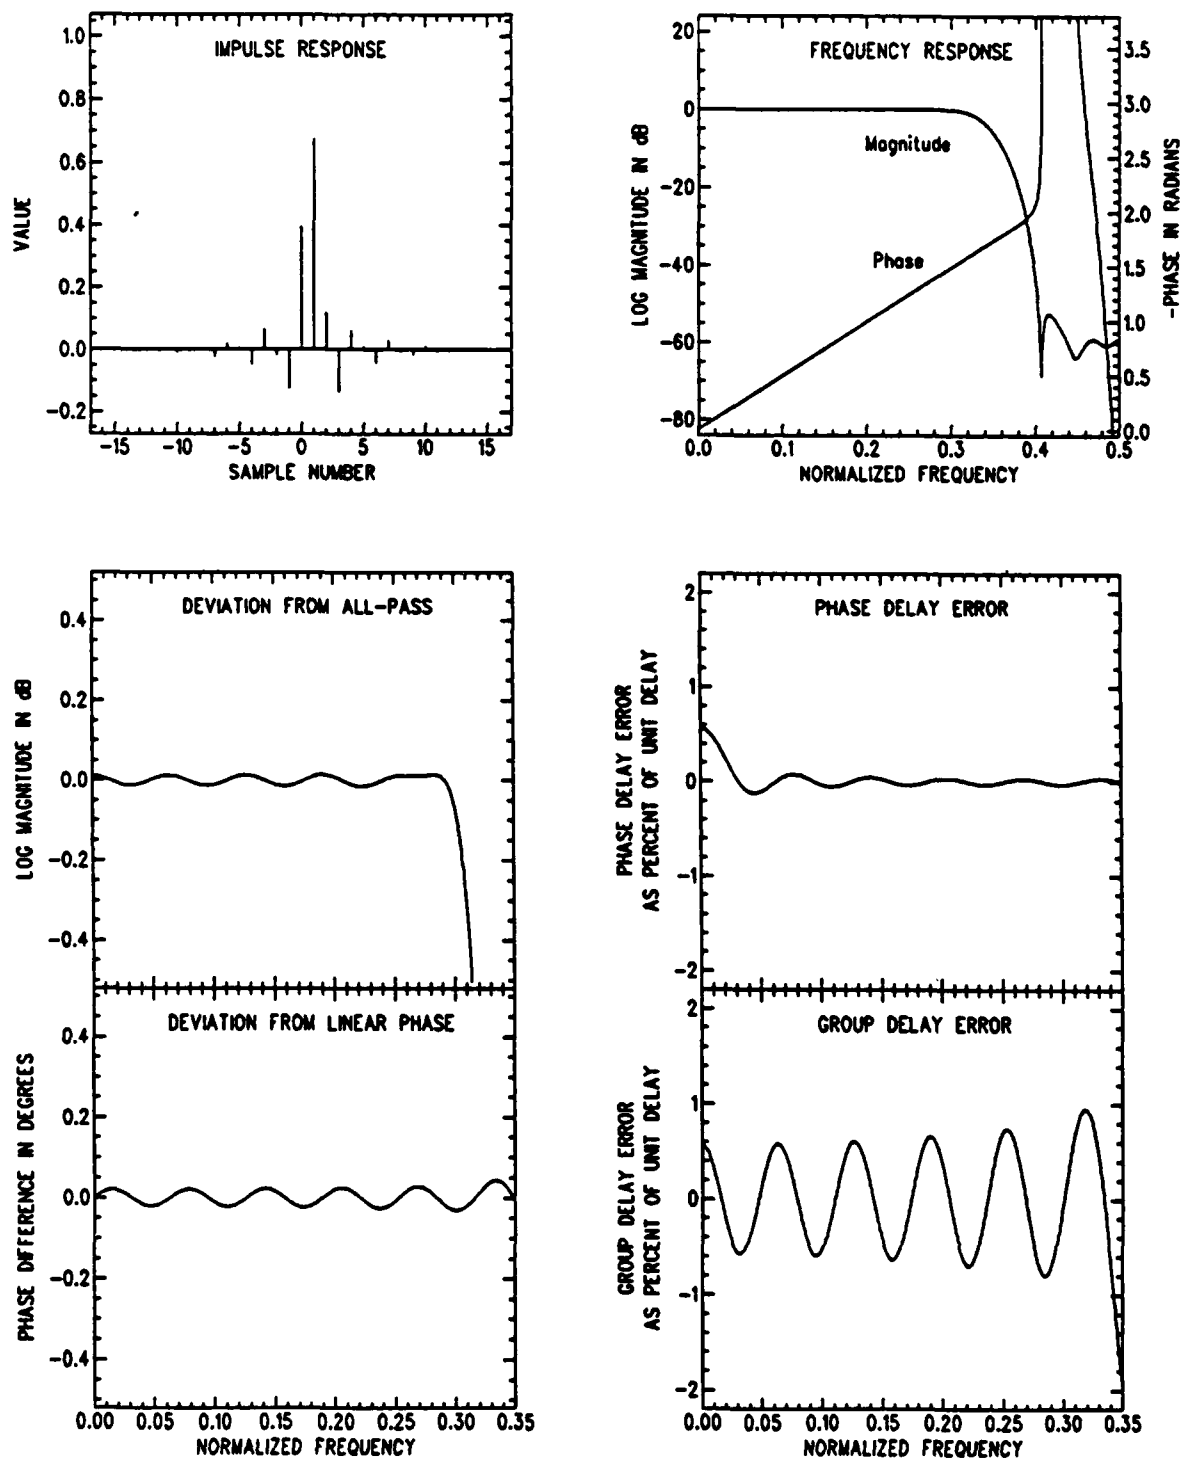 IMPULSE RESPONSE
1.0
0.8
0.6
0.4
0.2
0.0
-0.2
VALUE
-15 -10 -5 0 5 10 15
SAMPLE NUMBER
FREQUENCY RESPONSE
20
0
-20
-40
-60
-80
LOG MAGNITUDE IN dB
Magnitude
Phase
3.5
3.0
2.5
2.0
1.5
1.0
0.5
0.0
-PHASE IN RADIANS
0.0 0.1 0.2 0.3 0.4 0.5
NORMALIZED FREQUENCY
DEVIATION FROM ALL-PASS
0.4
0.2
0.0
-0.2
-0.4
LOG MAGNITUDE IN dB
DEVIATION FROM LINEAR PHASE
0.4
0.2
0.0
-0.2
-0.4
PHASE DIFFERENCE IN DEGREES
0.00 0.05 0.10 0.15 0.20 0.25 0.30 0.35
NORMALIZED FREQUENCY
PHASE DELAY ERROR
2
1
0
-1
-2
PHASE DELAY ERROR
AS PERCENT OF UNIT DELAY
GROUP DELAY ERROR
2
1
0
-1
-2
GROUP DELAY ERROR
AS PERCENT OF UNIT DELAY
0.00 0.05 0.10 0.15 0.20 0.25 0.30 0.35
NORMALIZED FREQUENCY